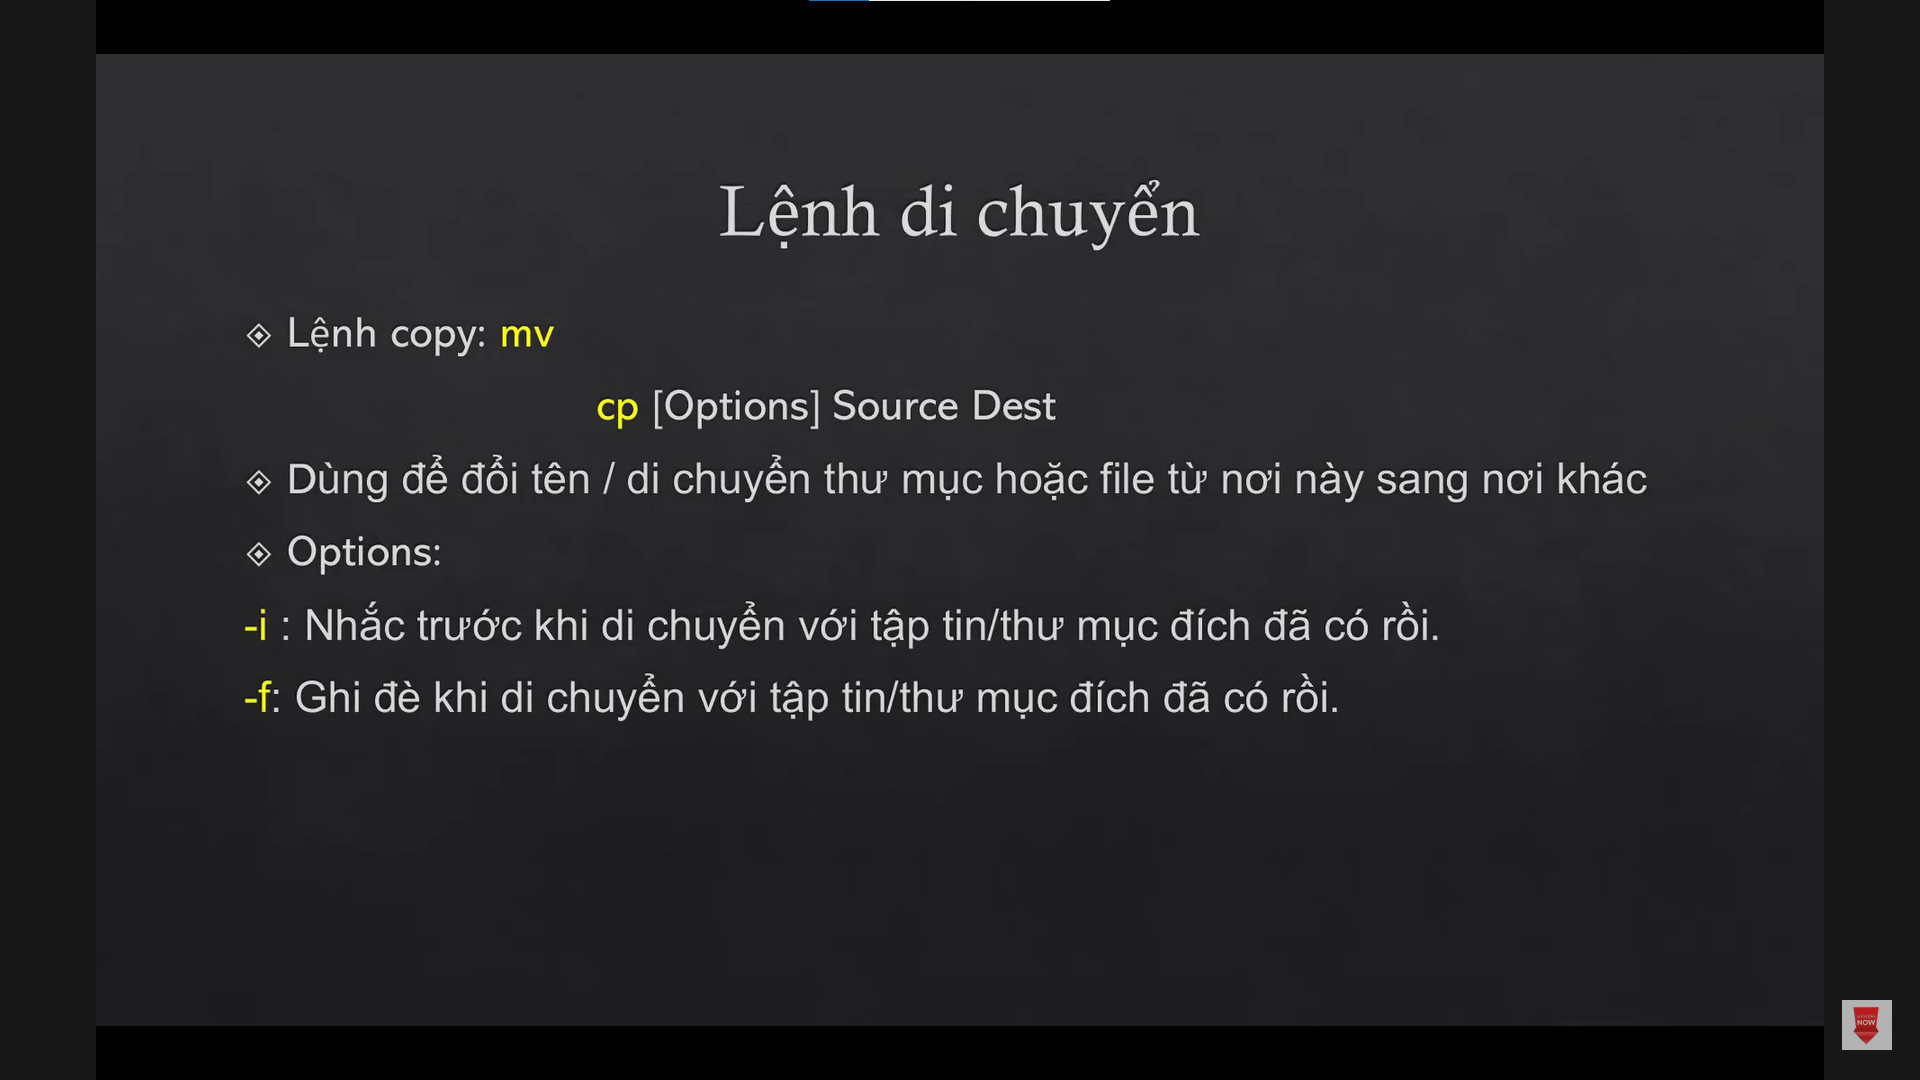 Lệnh di chuyển
Lệnh copy: mv
cp [Options] Source Dest
Dùng để đổi tên / di chuyển thư mục hoặc file từ nơi này sang nơi khác
Options:
-i : Nhắc trước khi di chuyển với tập tin/thư mục đích đã có rồi.
-f: Ghi đè khi di chuyển với tập tin/thư mục đích đã có rồi.
NOW